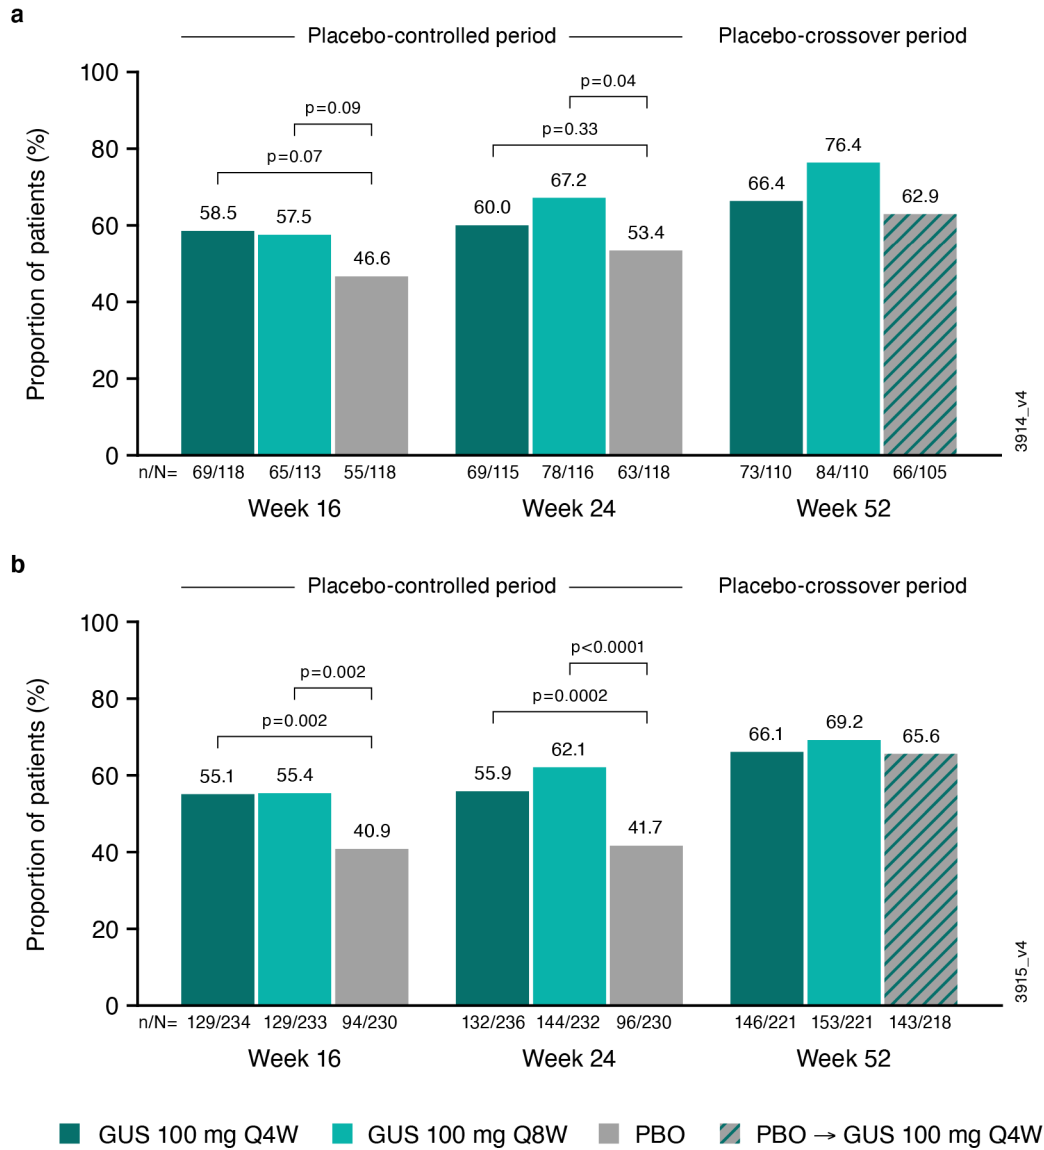 a
Placebo-controlled period Placebo-crossover period
Proportion of patients (%)
100
80
60
40
20
0
p=0.09
p=0.07
58.5 57.5 46.6
p=0.04
p=0.33
60.0 67.2 53.4
66.4 76.4 62.9
n/N= 69/118 65/113 55/118 69/115 78/116 63/118 73/110 84/110 66/105
Week 16 Week 24 Week 52
3914_v4
b
Placebo-controlled period Placebo-crossover period
Proportion of patients (%)
100
80
60
40
20
0
p=0.002
p=0.002
55.1 55.4 40.9
p<0.0001
p=0.0002
55.9 62.1 41.7
66.1 69.2 65.6
n/N= 129/234 129/233 94/230 132/236 144/232 96/230 146/221 153/221 143/218
Week 16 Week 24 Week 52
3915_v4
GUS 100 mg Q4W GUS 100 mg Q8W PBO PBO → GUS 100 mg Q4W